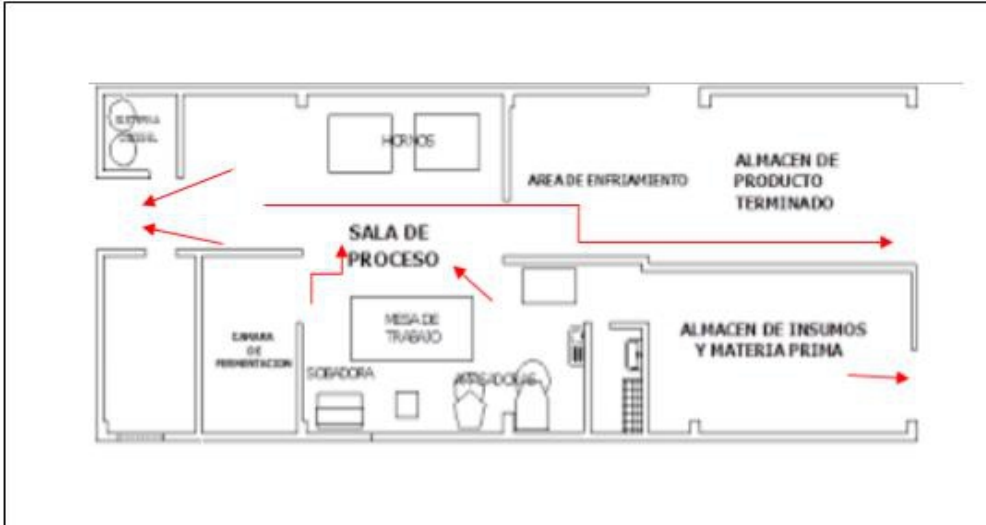 HORNOS
AREA DE ENFRIAMIENTO
ALMACEN DE
PRODUCTO
TERMINADO
SALA DE
PROCESO
MESA DE
TRABAJO
CAMARA
DE
FERMENTACION
SOBADORA
AMASADORAS
ALMACEN DE INSUMOS
Y MATERIA PRIMA